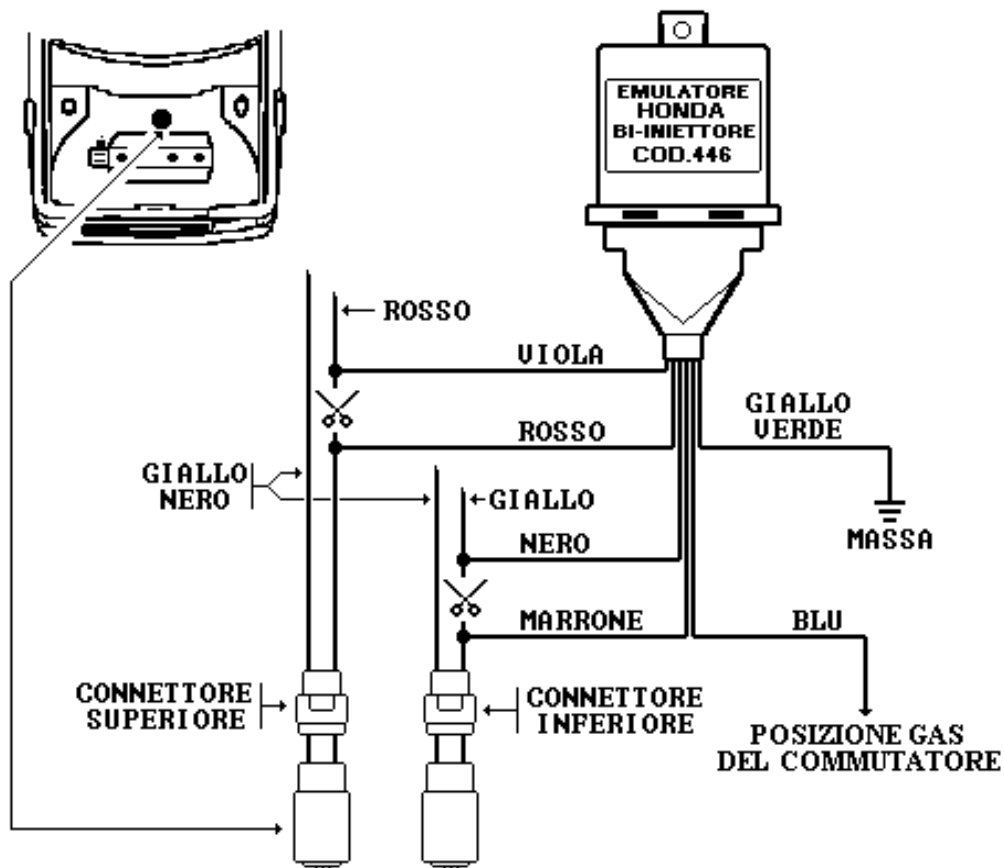 EMULATORE
HONDA
BI-INIETTORE
COD.446
ROSSO
VIOLA
ROSSO
GIALLO
VERDE
GIALLO
NERO
GIALLO
NERO
MASSA
MARRONE
BLU
CONNETTORE
SUPERIORE
CONNETTORE
INFERIORE
POSIZIONE GAS
DEL COMMUTATORE